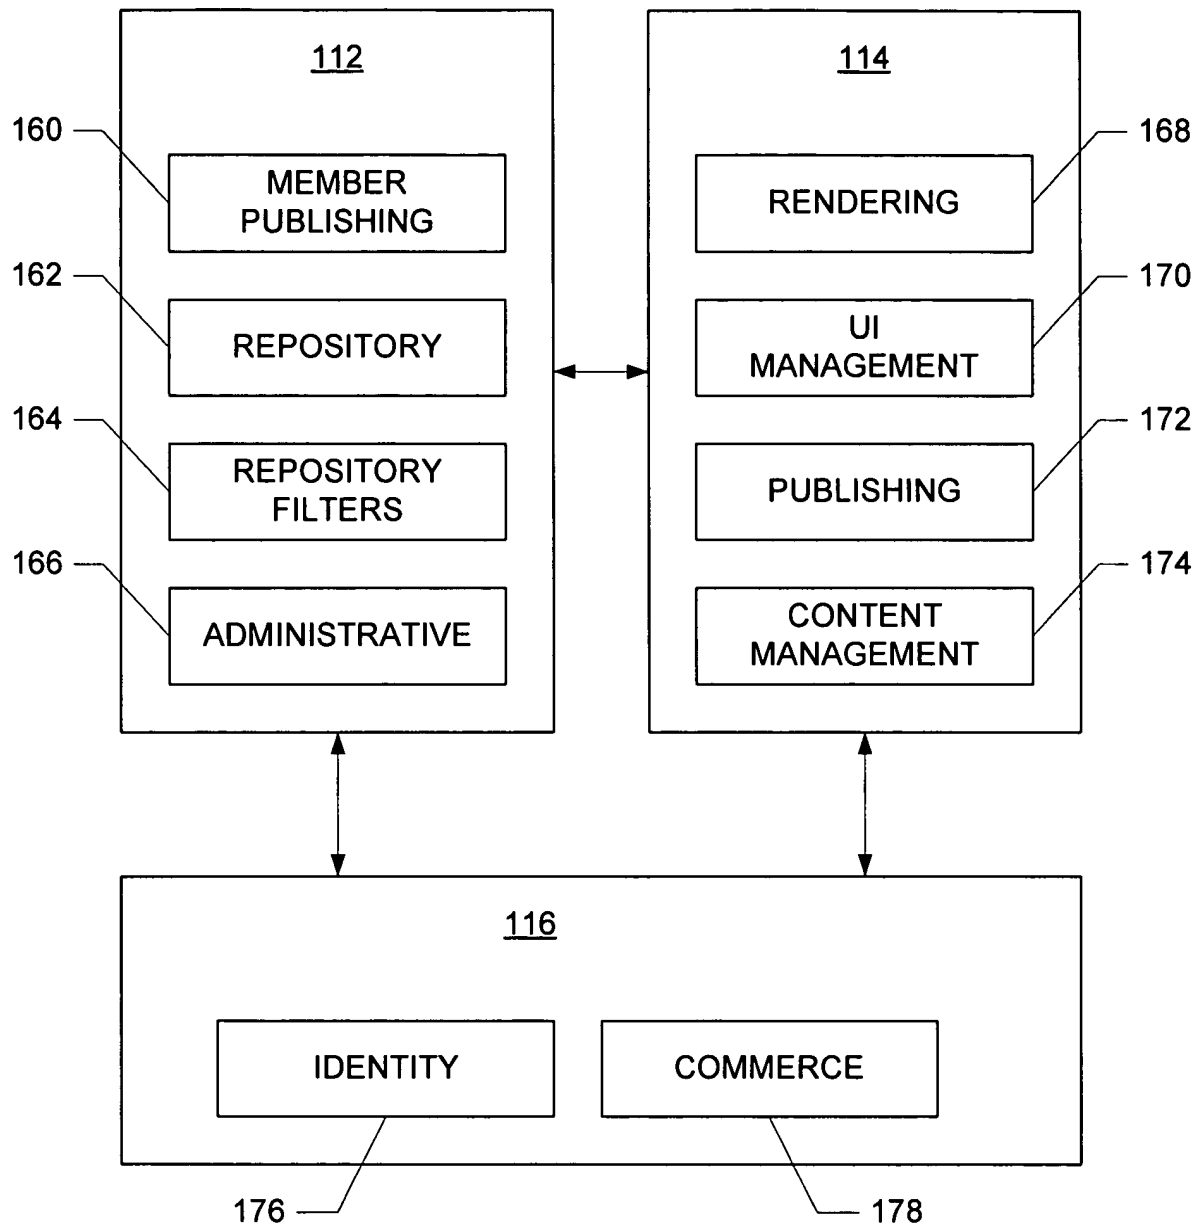 112
160
MEMBER
PUBLISHING
162
REPOSITORY
164
REPOSITORY
FILTERS
166
ADMINISTRATIVE
114
168
RENDERING
170
UI
MANAGEMENT
172
PUBLISHING
174
CONTENT
MANAGEMENT
116
IDENTITY
COMMERCE
176
178